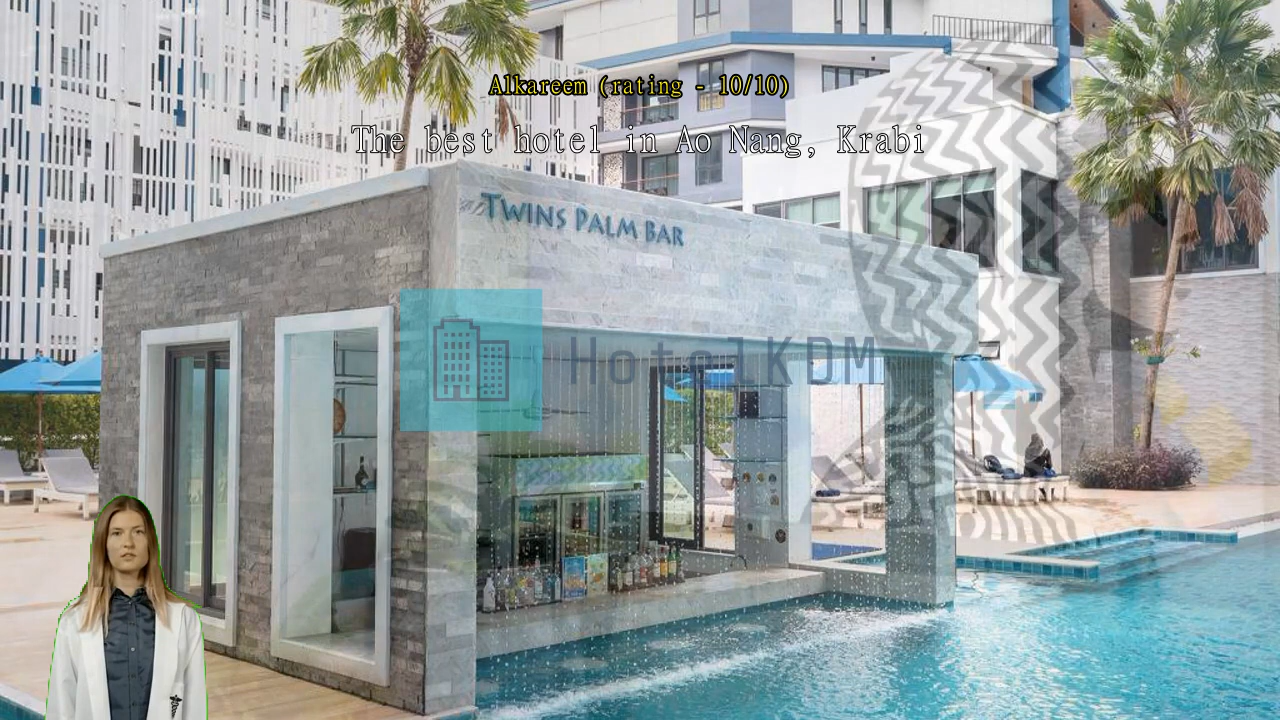 Alkareem (rating - 10/10)
The best hotel in Ao Nang, Krabi
TWINS PALM BAR
HotelKDM